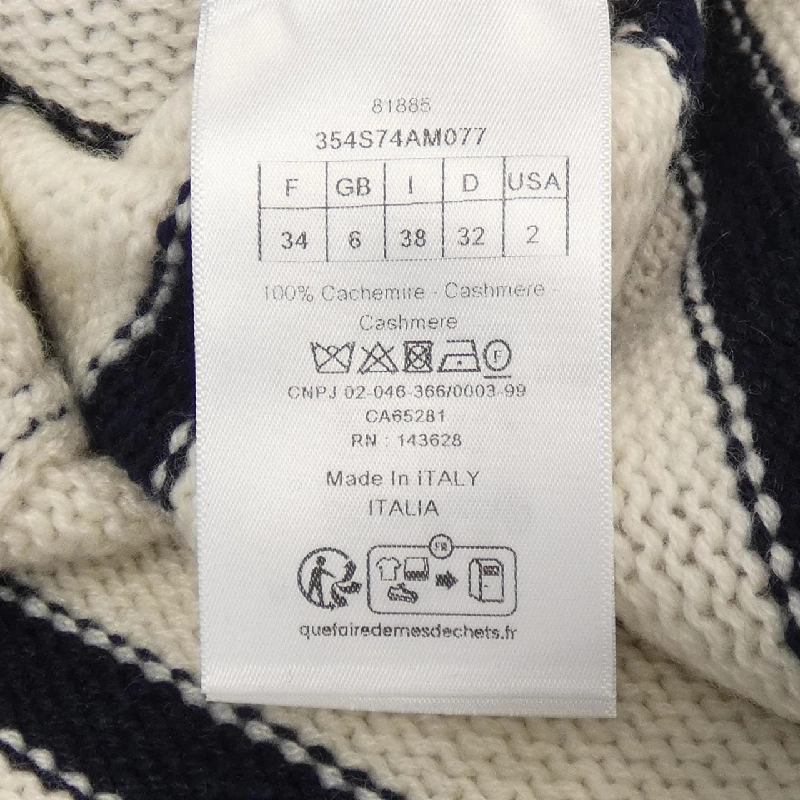 81885
354S74AM077
F GB I D USA
34 6 38 32 2
100% Cachemire - Cashmere -
Cashmere
F
CNPJ 02-046-366/0003-99
CA65281
RN : 143628
Made In ITALY
ITALIA
FR
quefairedemesdechets.fr